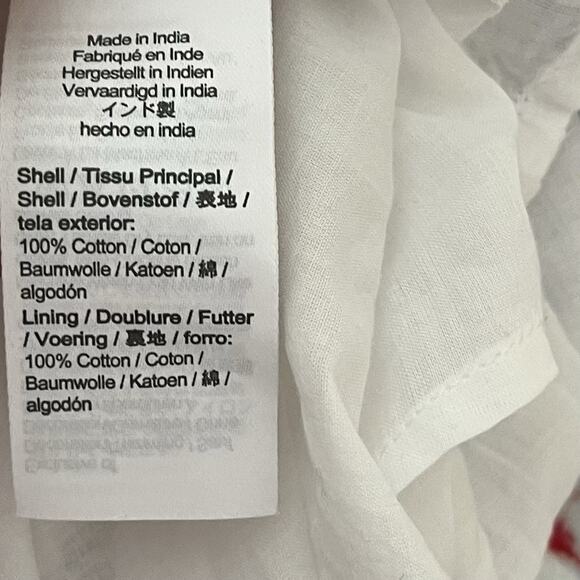 Made in India
Fabriqué en Inde
Hergestellt in Indien
Vervaardigd in India
インド製
hecho en india
Shell / Tissu Principal /
Shell / Bovenstof / 表地 /
tela exterior:
100% Cotton / Coton /
Baumwolle / Katoen / 綿 /
algodón
Lining / Doublure / Futter
/ Voering / 裏地 / forro:
100% Cotton / Coton /
Baumwolle / Katoen / 綿 /
algodón